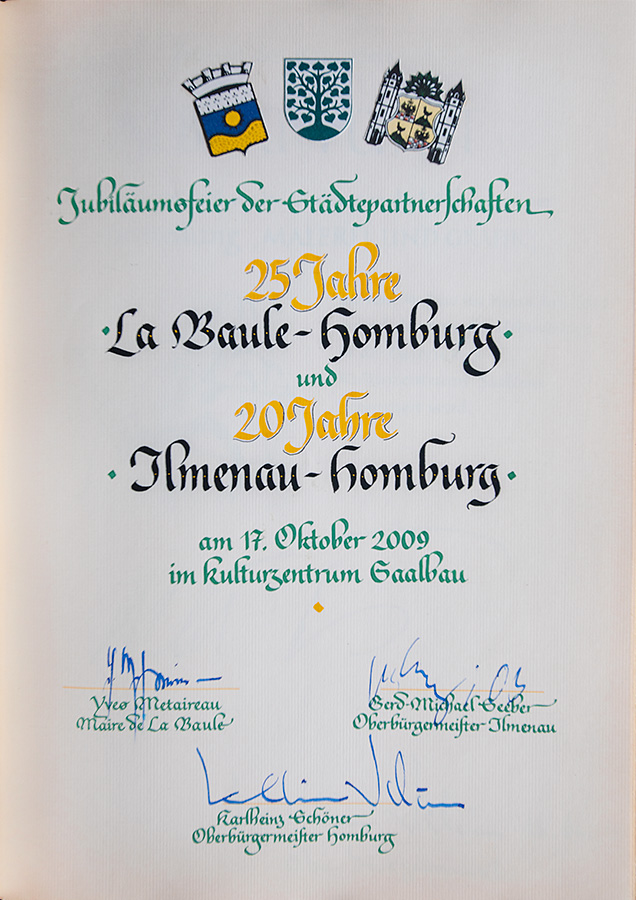 Jubiläumsfeier der Städtepartnerschaften
25 Jahre
·La Baule-Homburg·
und
20 Jahre
·Ilmenau-Homburg·
am 17. Oktober 2009
im Kulturzentrum Saalbau
Yves Metaireau
Maire de La Baule
Gerd-Michael Seeber
Oberbürgermeister Ilmenau
Karlheinz Schöner
Oberbürgermeister Homburg